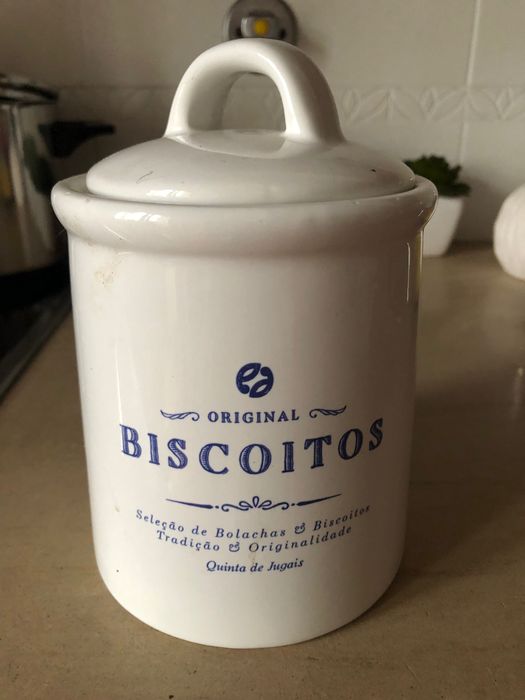 ORIGINAL
BISCOITOS
Seleção de Bolachas & Biscoitos
Tradição & Originalidade
Quinta de Jugais